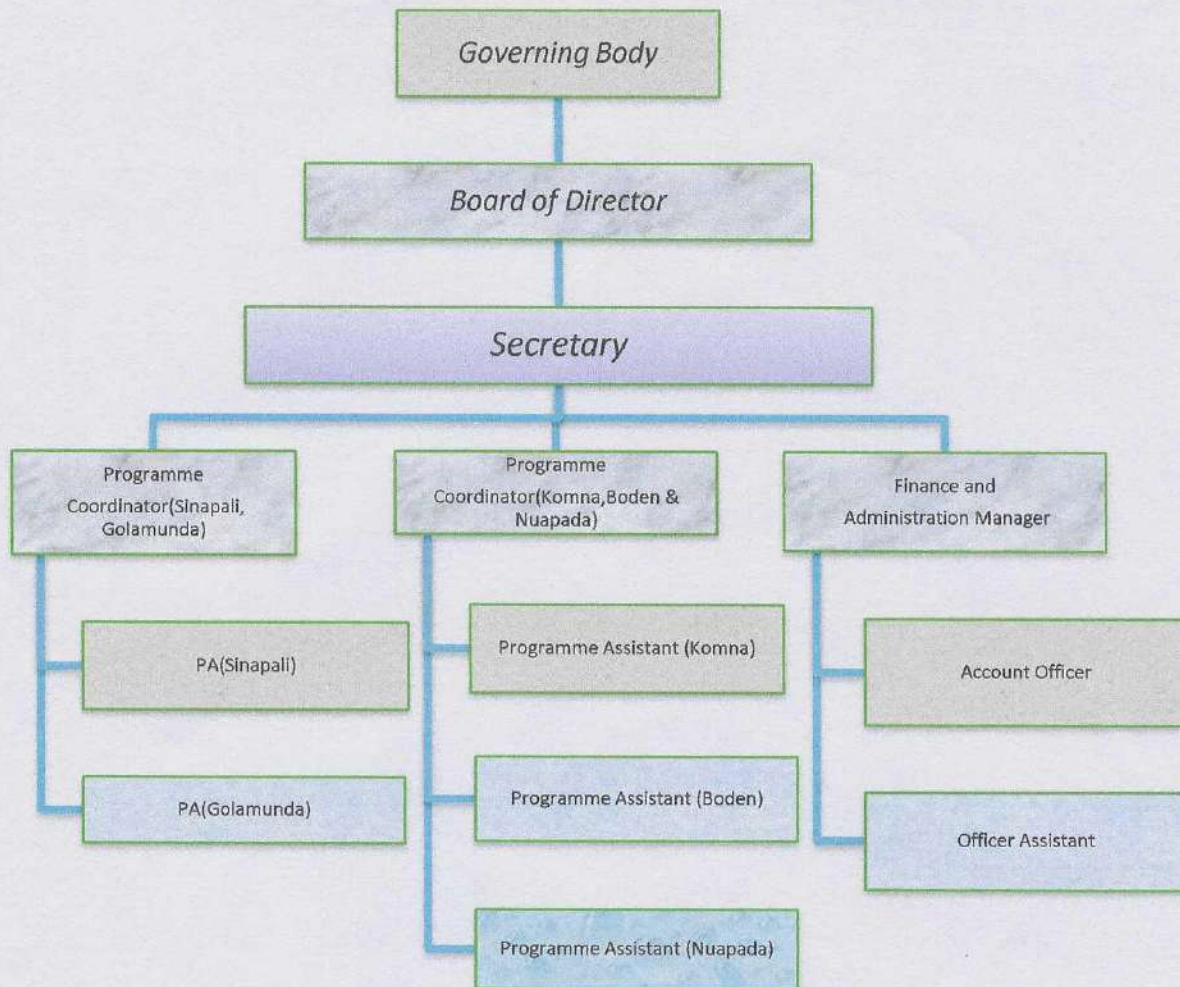 Governing Body
Board of Director
Secretary
Programme
Coordinator(Sinapali,
Golamunda)
Programme
Coordinator(Komna,Boden &
Nuapada)
Finance and
Administration Manager
PA(Sinapali)
PA(Golamunda)
Programme Assistant (Komna)
Programme Assistant (Boden)
Programme Assistant (Nuapada)
Account Officer
Officer Assistant